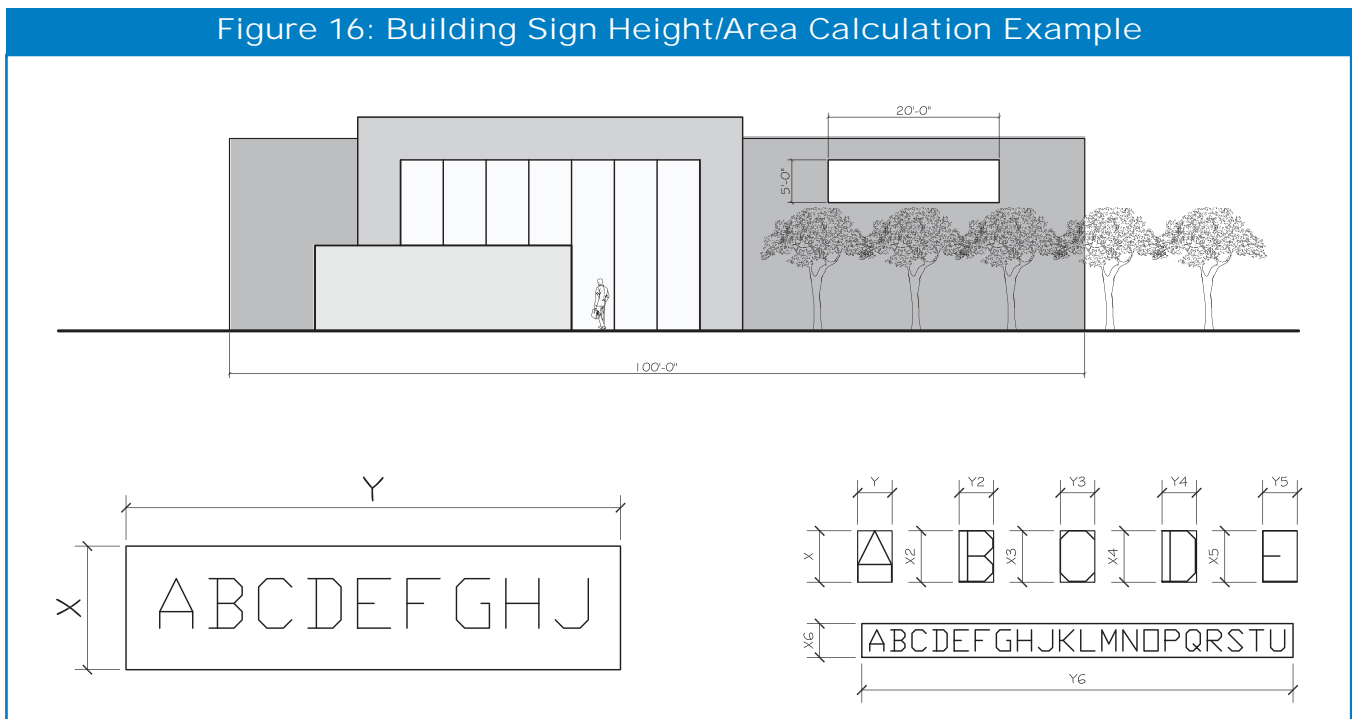 Figure 16: Building Sign Height/Area Calculation Example
20'-0"
5'-0"
100'-0"
Y
X
ABCDEFGHJ
Y Y2 Y3 Y4 Y5
X A X2 B X3 O X4 D X5 E
X6 ABCDEFGHJKLMNOPQRSTU
Y6